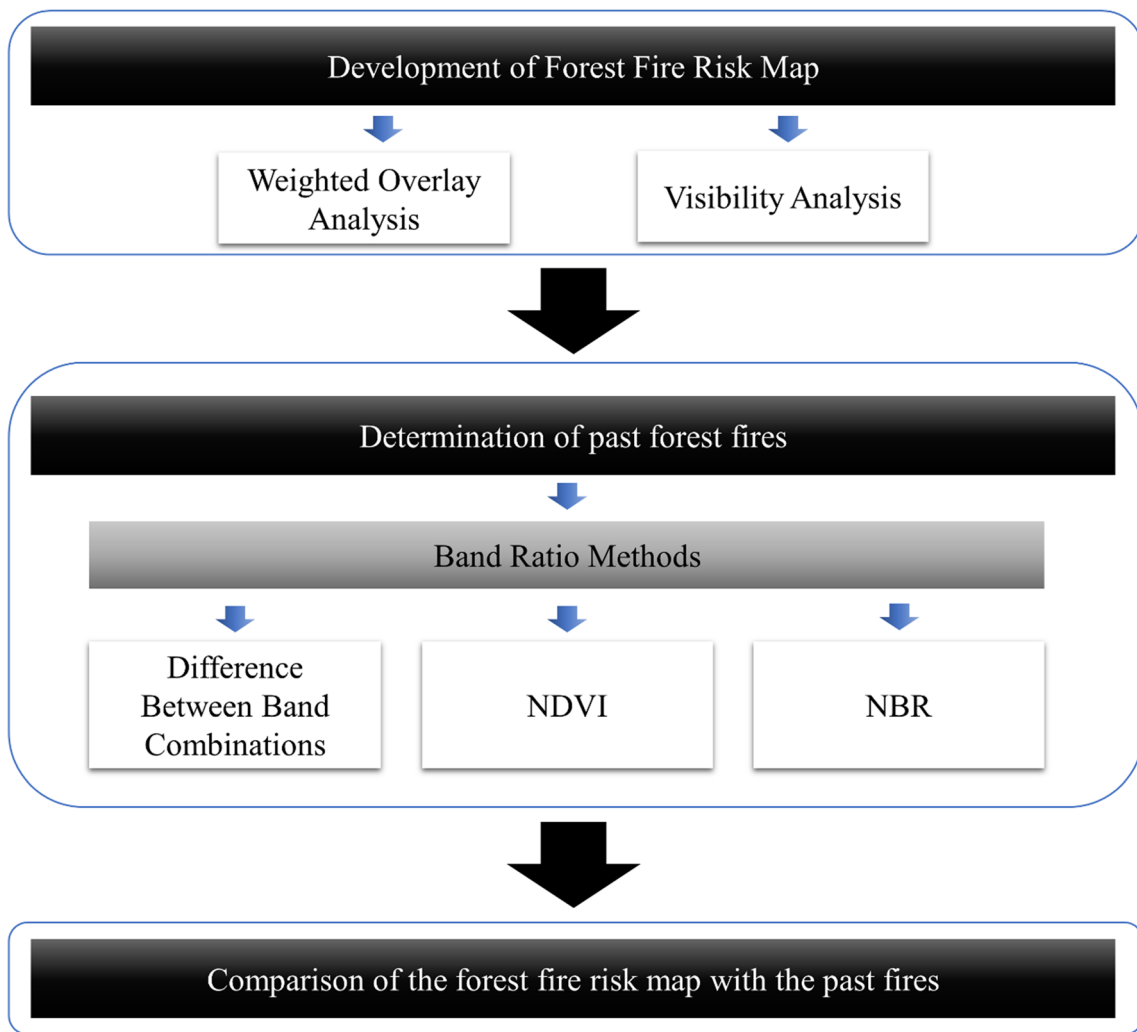 Development of Forest Fire Risk Map
Weighted Overlay
Analysis
Visibility Analysis
Determination of past forest fires
Band Ratio Methods
Difference
Between Band
Combinations
NDVI
NBR
Comparison of the forest fire risk map with the past fires